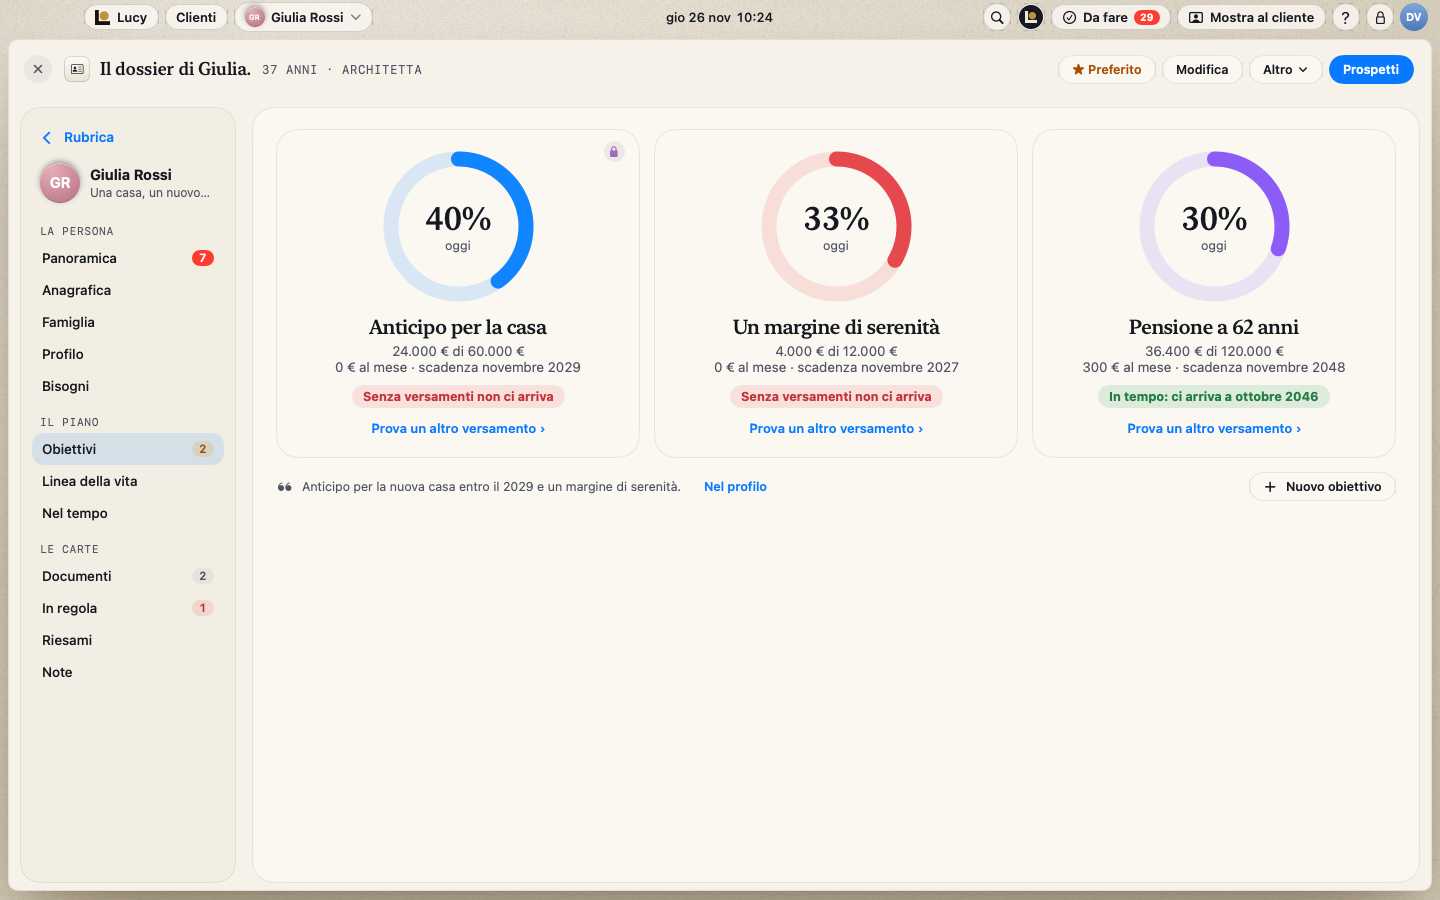 Lucy
Clienti
GR Giulia Rossi
gio 26 nov 10:24
Da fare 29
Mostra al cliente
?
DV
Il dossier di Giulia. 37 ANNI · ARCHITETTA
Preferito
Modifica
Altro
Prospetti
Rubrica
GR
Giulia Rossi
Una casa, un nuovo...
LA PERSONA
Panoramica 7
Anagrafica
Famiglia
Profilo
Bisogni
IL PIANO
Obiettivi 2
Linea della vita
Nel tempo
LE CARTE
Documenti 2
In regola 1
Riesami
Note
40%
oggi
Anticipo per la casa
24.000 € di 60.000 €
0 € al mese · scadenza novembre 2029
Senza versamenti non ci arriva
Prova un altro versamento ›
33%
oggi
Un margine di serenità
4.000 € di 12.000 €
0 € al mese · scadenza novembre 2027
Senza versamenti non ci arriva
Prova un altro versamento ›
30%
oggi
Pensione a 62 anni
36.400 € di 120.000 €
300 € al mese · scadenza novembre 2048
In tempo: ci arriva a ottobre 2046
Prova un altro versamento ›
❝ Anticipo per la nuova casa entro il 2029 e un margine di serenità. Nel profilo
+ Nuovo obiettivo